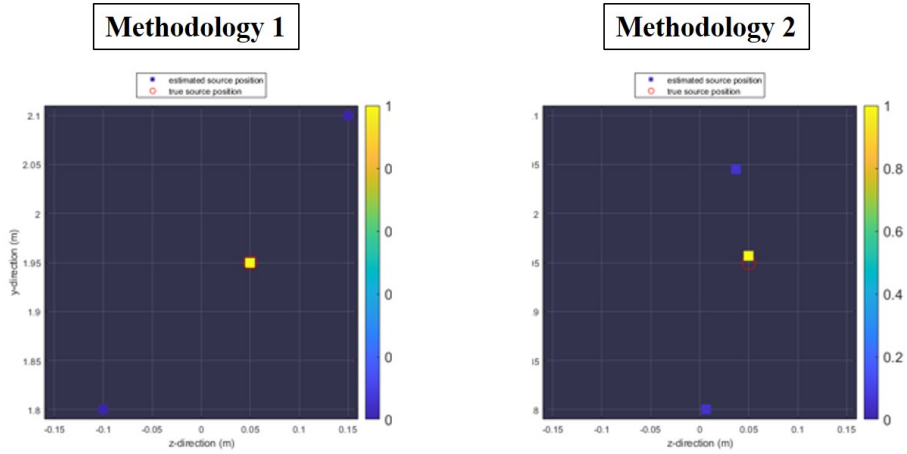 Methodology 1
estimated source position
true source position
2.1
2.05
2
1.95
1.9
1.85
1.8
y-direction (m)
-0.15 -0.1 -0.05 0 0.05 0.1 0.15
z-direction (m)
1
0
0
0
0
0
Methodology 2
estimated source position
true source position
.1
)5
2
)5
.9
)5
.8
-0.15 -0.1 -0.05 0 0.05 0.1 0.15
z-direction (m)
1
0.8
0.6
0.4
0.2
0